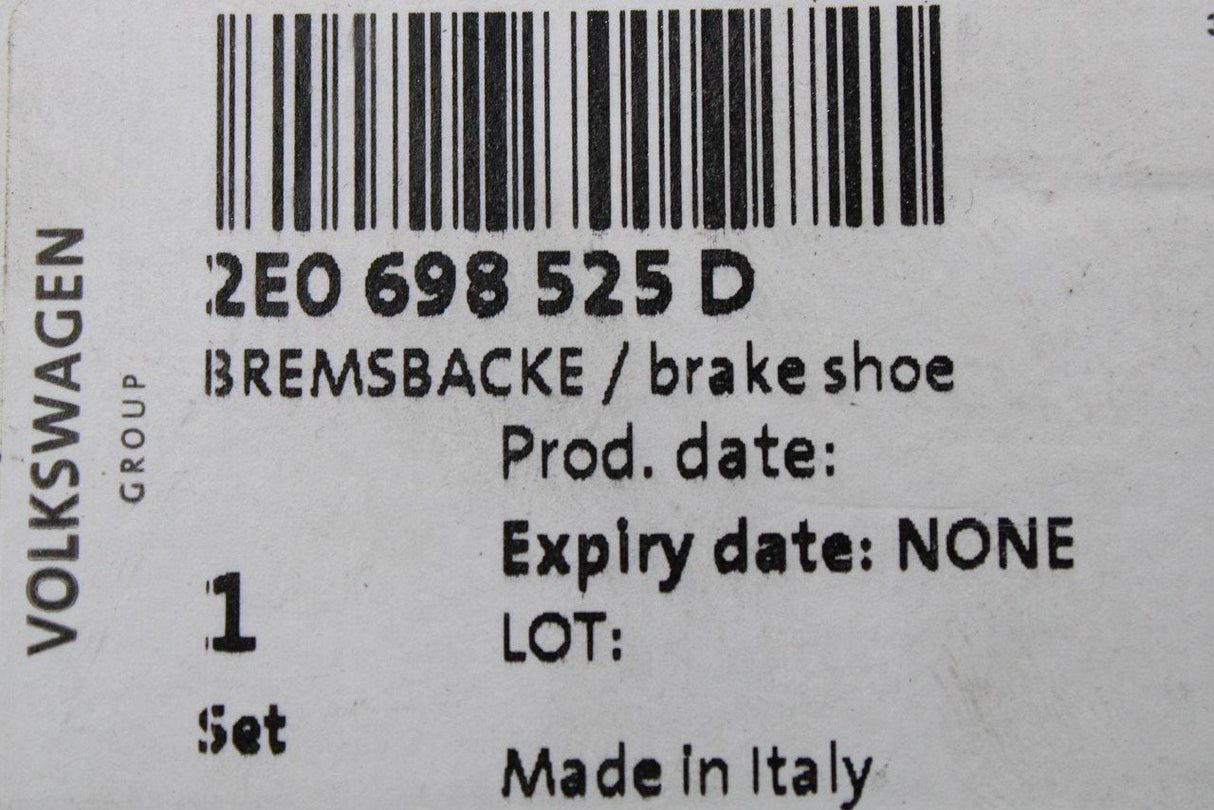 2E0 698 525 D
BREMSBACKE / brake shoe
Prod. date:
Expiry date: NONE
LOT:
1
Set
Made in Italy
VOLKSWAGEN
GROUP